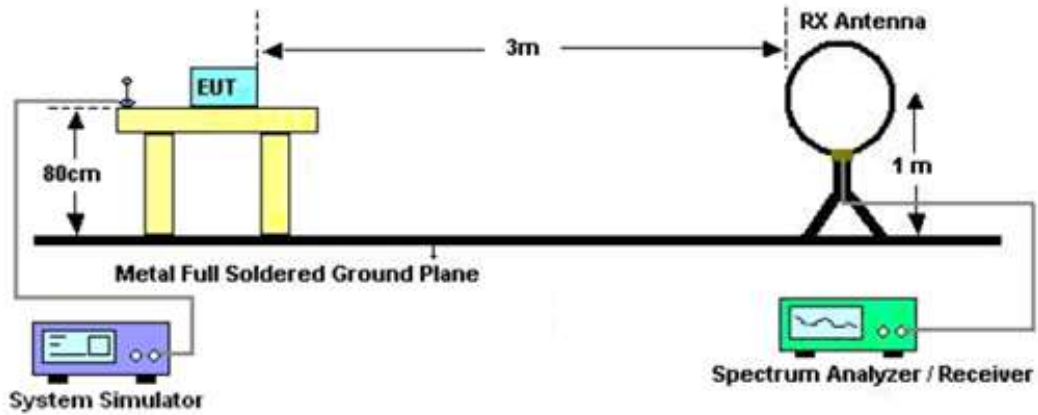 RX Antenna
3m
EUT
80cm
1 m
Metal Full Soldered Ground Plane
System Simulator
Spectrum Analyzer / Receiver